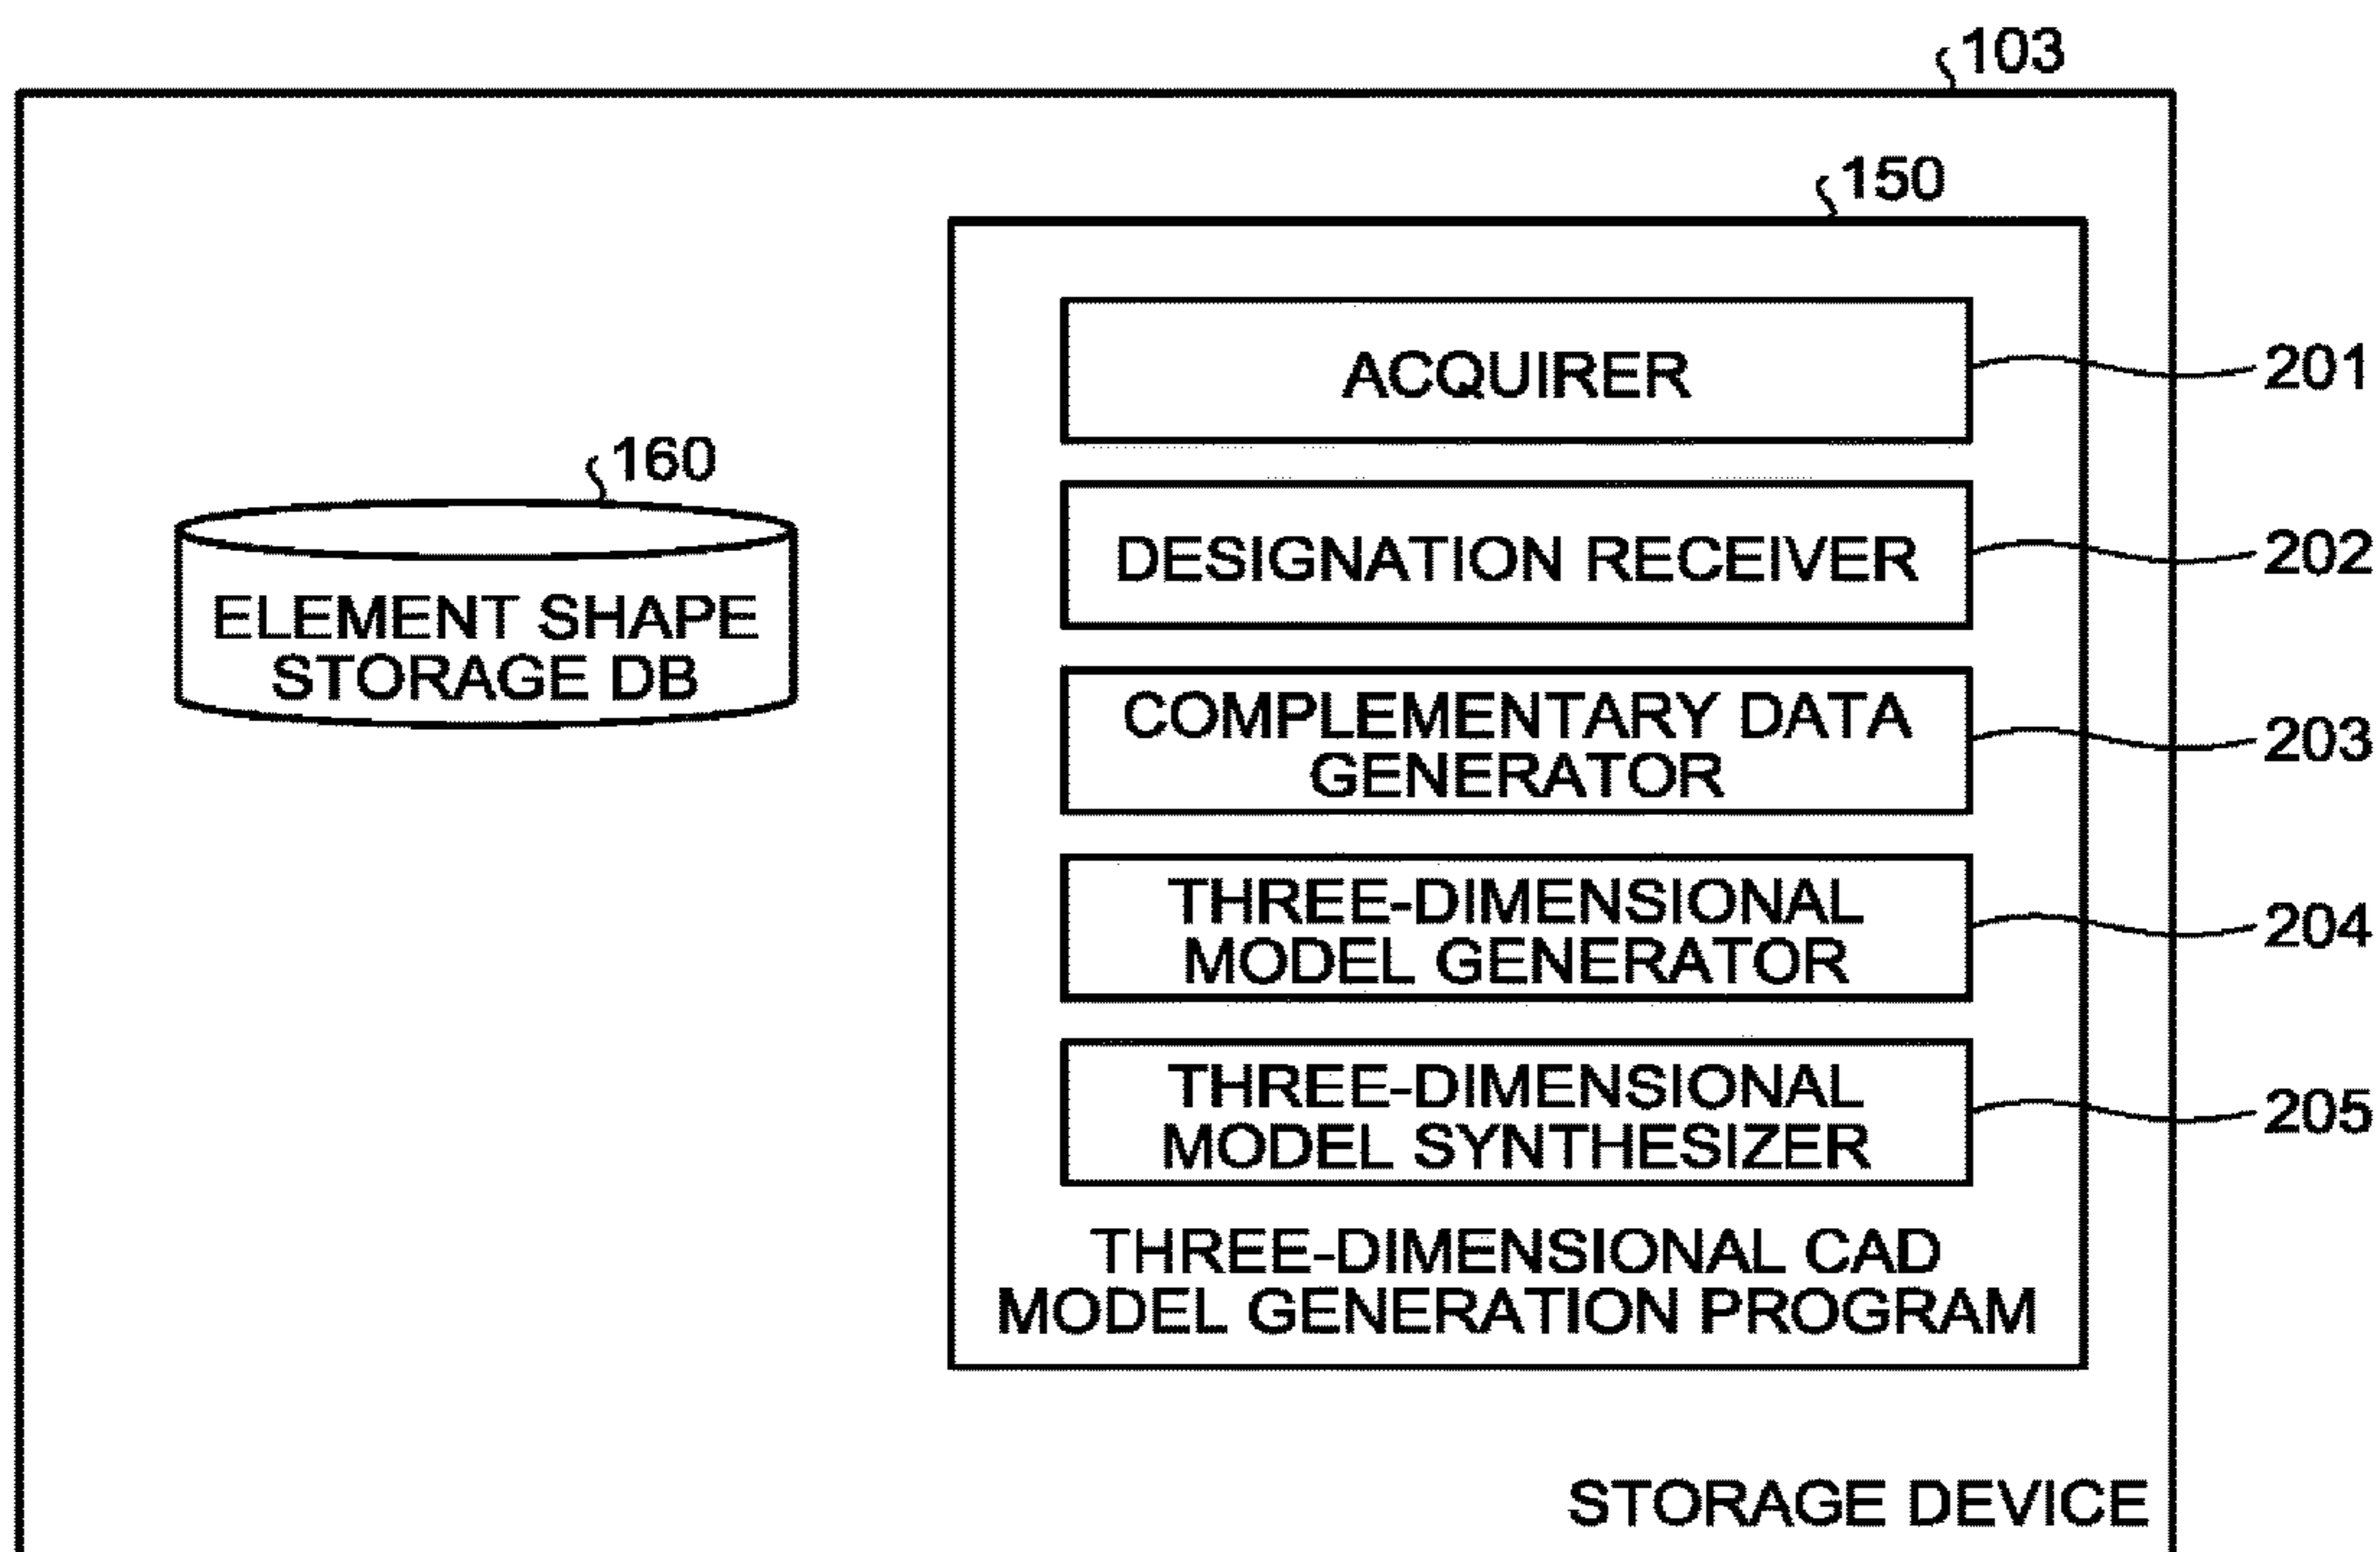 103
150
ACQUIRER
201
160
DESIGNATION RECEIVER
202
ELEMENT SHAPE
STORAGE DB
COMPLEMENTARY DATA
GENERATOR
203
THREE-DIMENSIONAL
MODEL GENERATOR
204
THREE-DIMENSIONAL
MODEL SYNTHESIZER
205
THREE-DIMENSIONAL CAD
MODEL GENERATION PROGRAM
STORAGE DEVICE